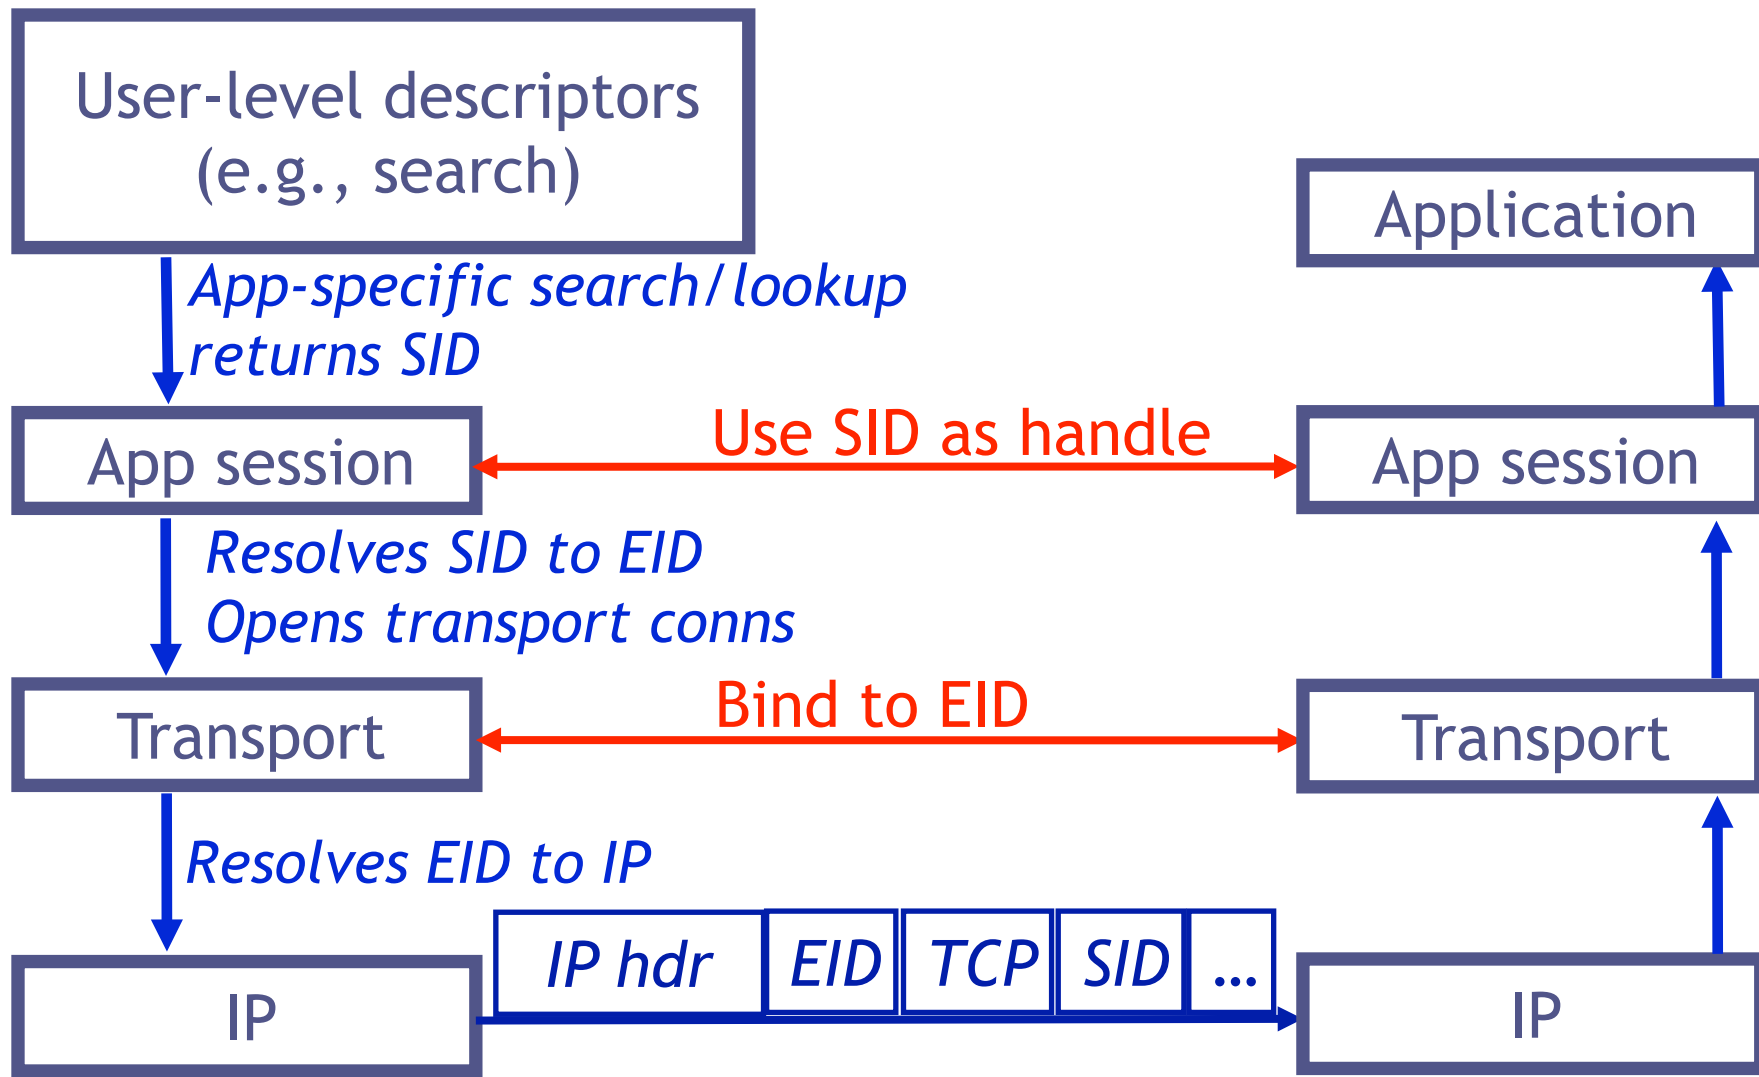 User-level descriptors
(e.g., search)
Application
App-specific search/lookup
returns SID
App session
Use SID as handle
App session
Resolves SID to EID
Opens transport conns
Transport
Bind to EID
Transport
Resolves EID to IP
IP
IP hdr EID TCP SID ...
IP